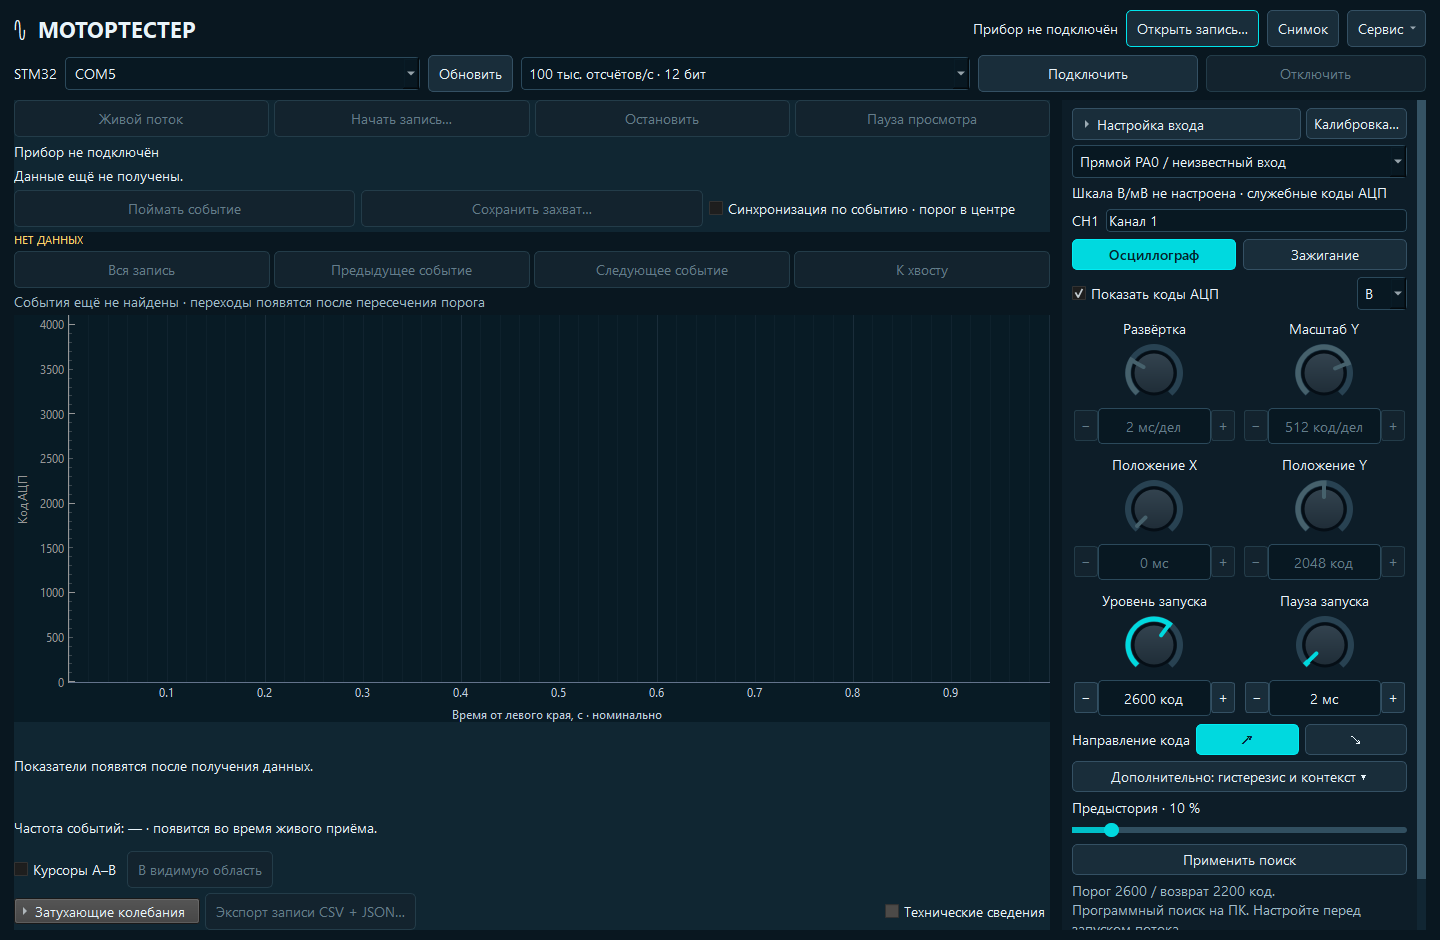 МОТОРТЕСТЕР
Прибор не подключён
Открыть запись...
Снимок
Сервис
STM32
COM5
Обновить
100 тыс. отсчётов/с · 12 бит
Подключить
Отключить
Живой поток
Начать запись...
Остановить
Пауза просмотра
Прибор не подключён
Данные ещё не получены.
Поймать событие
Сохранить захват...
Синхронизация по событию · порог в центре
НЕТ ДАННЫХ
Вся запись
Предыдущее событие
Следующее событие
К хвосту
События ещё не найдены · переходы появятся после пересечения порога
4000
3500
3000
2500
2000
1500
1000
500
0
Код АЦП
0.1
0.2
0.3
0.4
0.5
0.6
0.7
0.8
0.9
Время от левого края, с · номинально
Показатели появятся после получения данных.
Частота событий: — · появится во время живого приёма.
Курсоры А–В
В видимую область
Затухающие колебания
Экспорт записи CSV + JSON...
Технические сведения
Настройка входа
Калибровка...
Прямой PA0 / неизвестный вход
Шкала В/мВ не настроена · служебные коды АЦП
CH1
Канал 1
Осциллограф
Зажигание
Показать коды АЦП
В
Развёртка
Масштаб Y
−
2 мс/дел
+
−
512 код/дел
+
Положение X
Положение Y
−
0 мс
+
−
2048 код
+
Уровень запуска
Пауза запуска
−
2600 код
+
−
2 мс
+
Направление кода
↗
↘
Дополнительно: гистерезис и контекст ▾
Предыстория · 10 %
Применить поиск
Порог 2600 / возврат 2200 код.
Программный поиск на ПК. Настройте перед
запуском потока